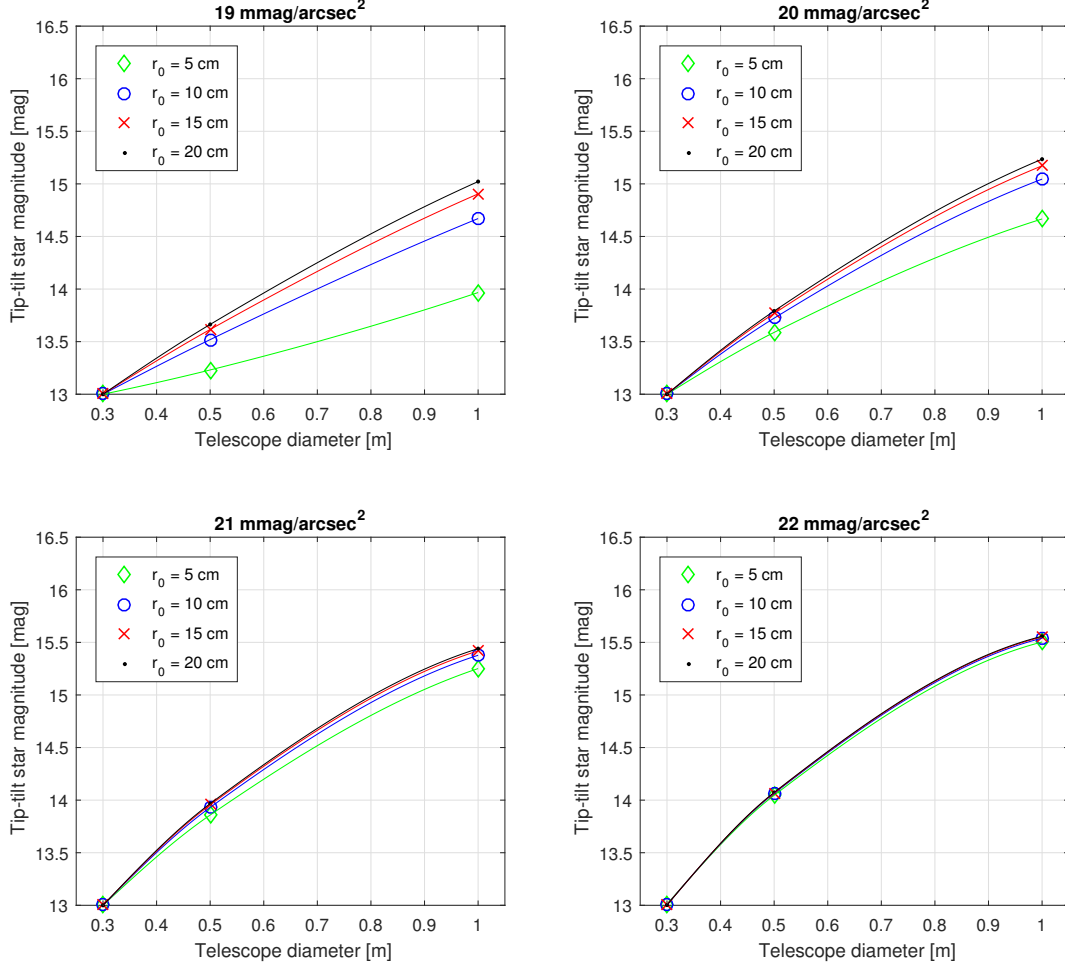 19 mmag/arcsec²
16.5
16
15.5
15
14.5
14
13.5
13
Tip-tilt star magnitude [mag]
r₀ = 5 cm
r₀ = 10 cm
r₀ = 15 cm
r₀ = 20 cm
0.3 0.4 0.5 0.6 0.7 0.8 0.9 1
Telescope diameter [m]
20 mmag/arcsec²
16.5
16
15.5
15
14.5
14
13.5
13
Tip-tilt star magnitude [mag]
r₀ = 5 cm
r₀ = 10 cm
r₀ = 15 cm
r₀ = 20 cm
0.3 0.4 0.5 0.6 0.7 0.8 0.9 1
Telescope diameter [m]
21 mmag/arcsec²
16.5
16
15.5
15
14.5
14
13.5
13
Tip-tilt star magnitude [mag]
r₀ = 5 cm
r₀ = 10 cm
r₀ = 15 cm
r₀ = 20 cm
0.3 0.4 0.5 0.6 0.7 0.8 0.9 1
Telescope diameter [m]
22 mmag/arcsec²
16.5
16
15.5
15
14.5
14
13.5
13
Tip-tilt star magnitude [mag]
r₀ = 5 cm
r₀ = 10 cm
r₀ = 15 cm
r₀ = 20 cm
0.3 0.4 0.5 0.6 0.7 0.8 0.9 1
Telescope diameter [m]